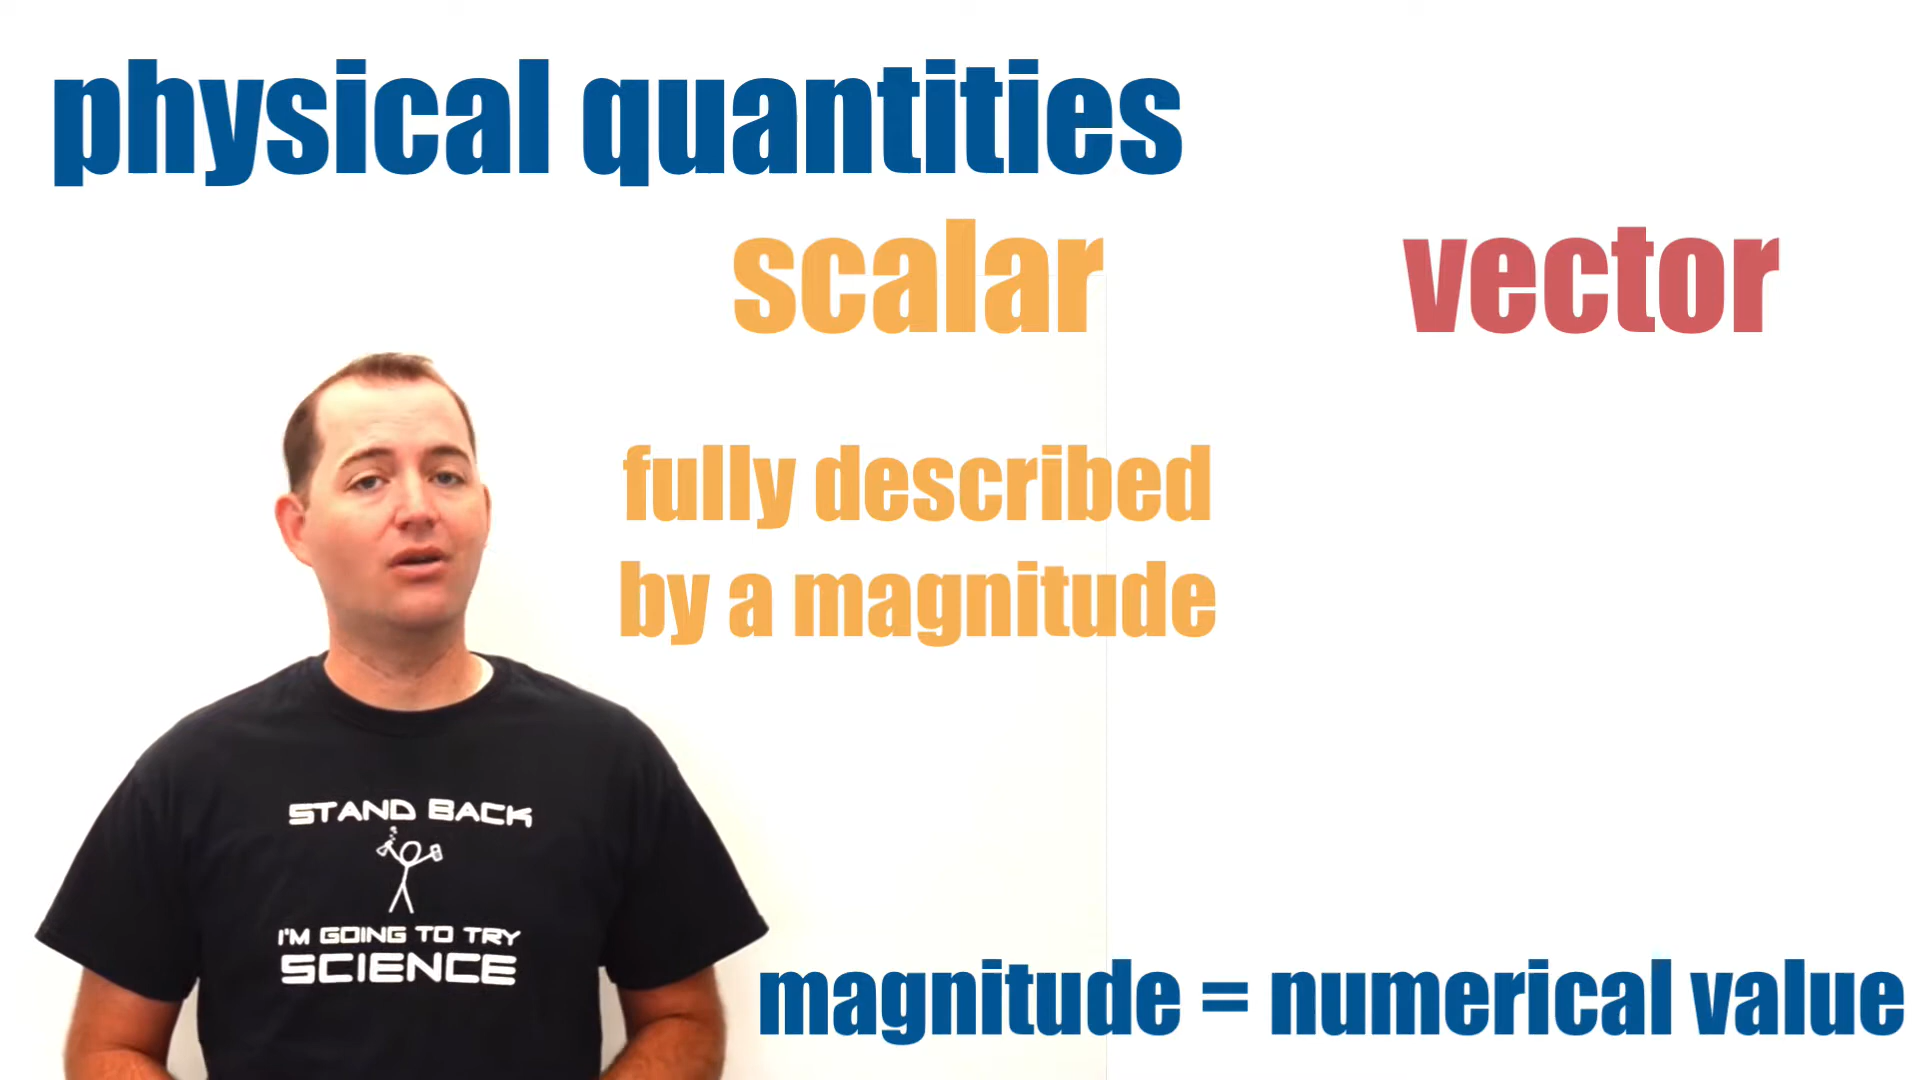 physical quantities
scalar
vector
fully described
by a magnitude
STAND BACK
I'M GOING TO TRY
SCIENCE
magnitude = numerical value